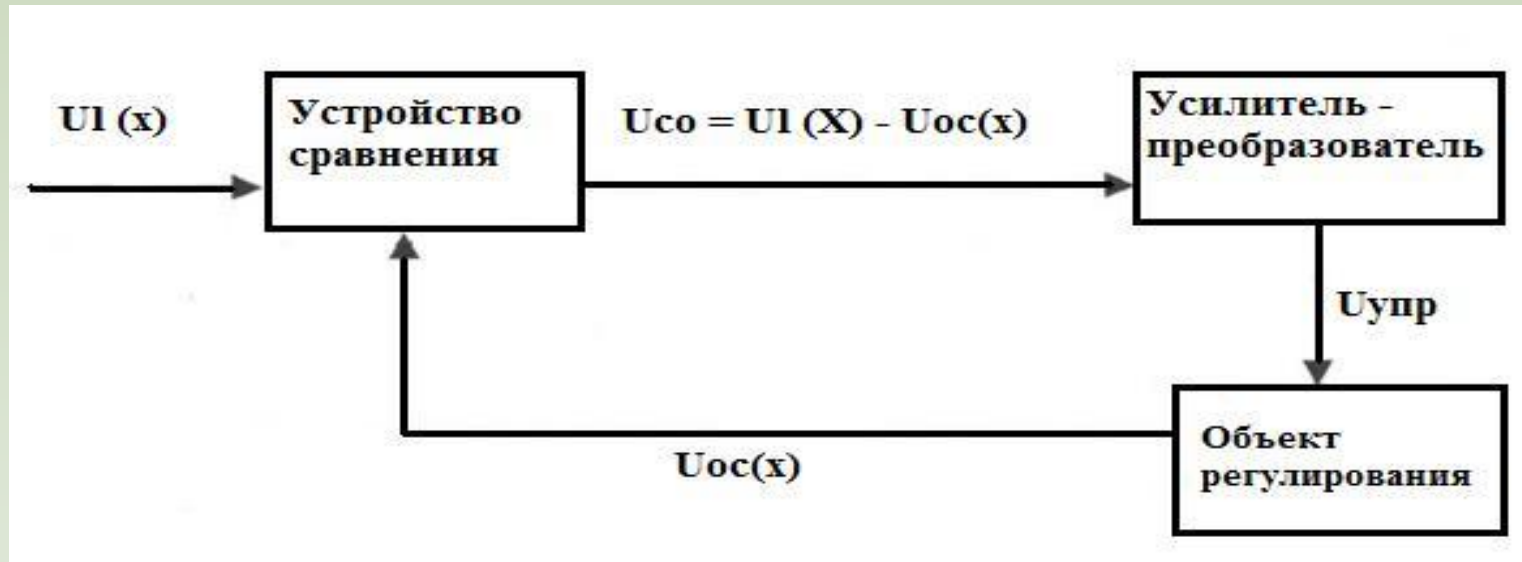 Ul (x)
Устройство
сравнения
Uco = Ul (X) - Uoc(x)
Усилитель -
преобразователь
Uупр
Объект
регулирования
Uoc(x)